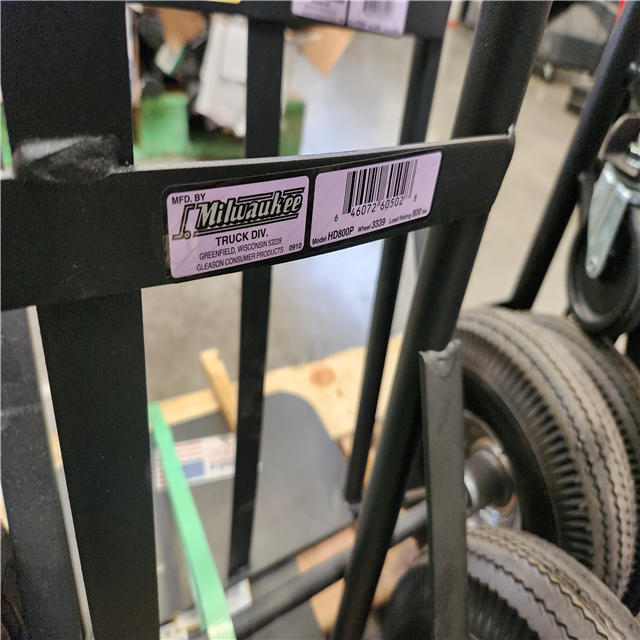 MFD. BY
Milwaukee
TRUCK DIV.
GREENFIELD, WISCONSIN 53228
GLEASON CONSUMER PRODUCTS 0910
6 46072 60502 8
Model HD800P Wheel 3339 Load Rating 800 lbs